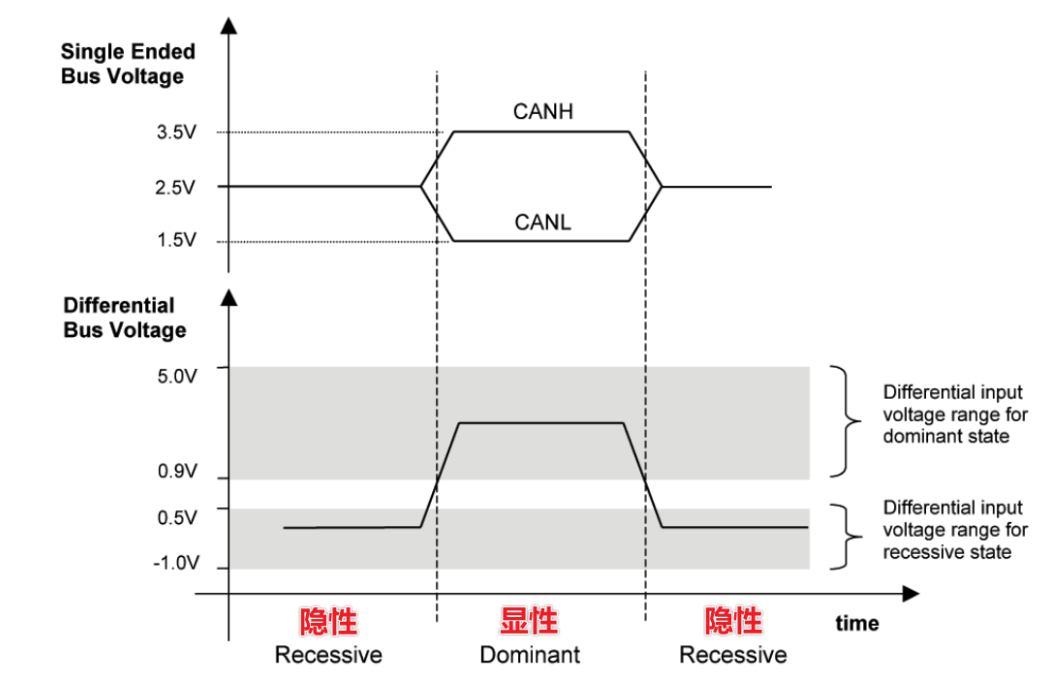 Single Ended
Bus Voltage
CANH
3.5V
2.5V
CANL
1.5V
Differential
Bus Voltage
5.0V
Differential input
voltage range for
dominant state
0.9V
0.5V
Differential input
voltage range for
recessive state
-1.0V
隐性 显性 隐性
time
Recessive Dominant Recessive